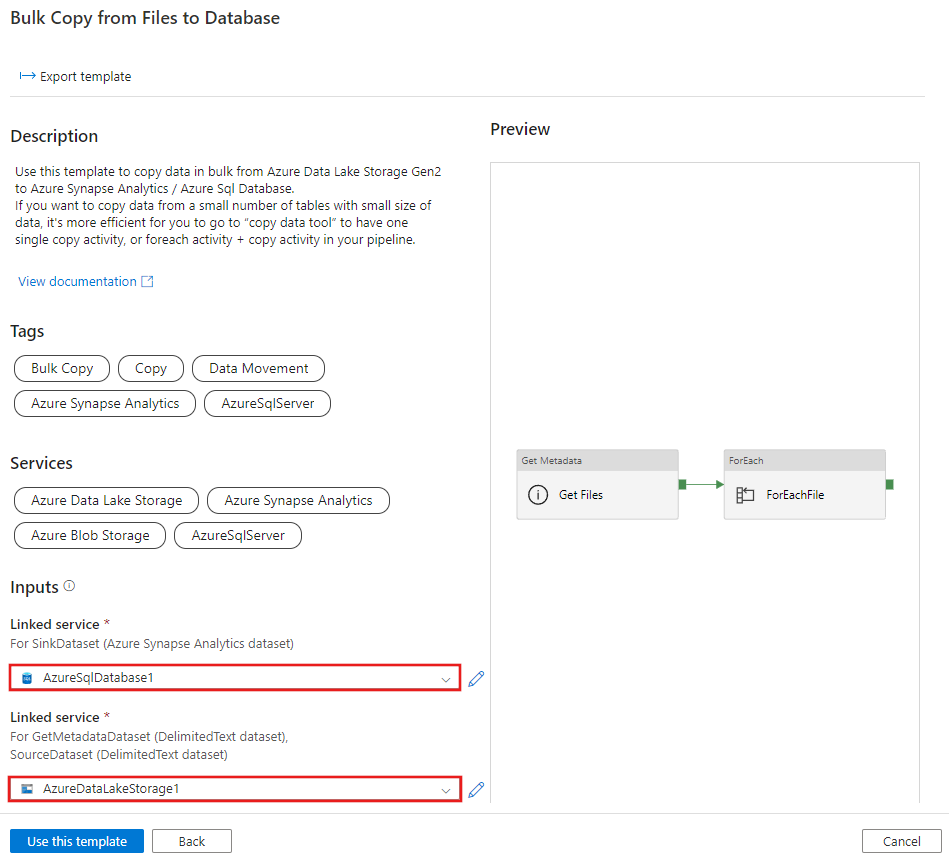 Bulk Copy from Files to Database
Export template
Description
Use this template to copy data in bulk from Azure Data Lake Storage Gen2
to Azure Synapse Analytics / Azure Sql Database.
If you want to copy data from a small number of tables with small size of
data, it's more efficient for you to go to “copy data tool” to have one
single copy activity, or foreach activity + copy activity in your pipeline.
View documentation
Tags
Bulk Copy
Copy
Data Movement
Azure Synapse Analytics
AzureSqlServer
Services
Azure Data Lake Storage
Azure Synapse Analytics
Azure Blob Storage
AzureSqlServer
Inputs
Linked service *
For SinkDataset (Azure Synapse Analytics dataset)
AzureSqlDatabase1
Linked service *
For GetMetadataDataset (DelimitedText dataset),
SourceDataset (DelimitedText dataset)
AzureDataLakeStorage1
Preview
Get Metadata
Get Files
ForEach
ForEachFile
Use this template
Back
Cancel